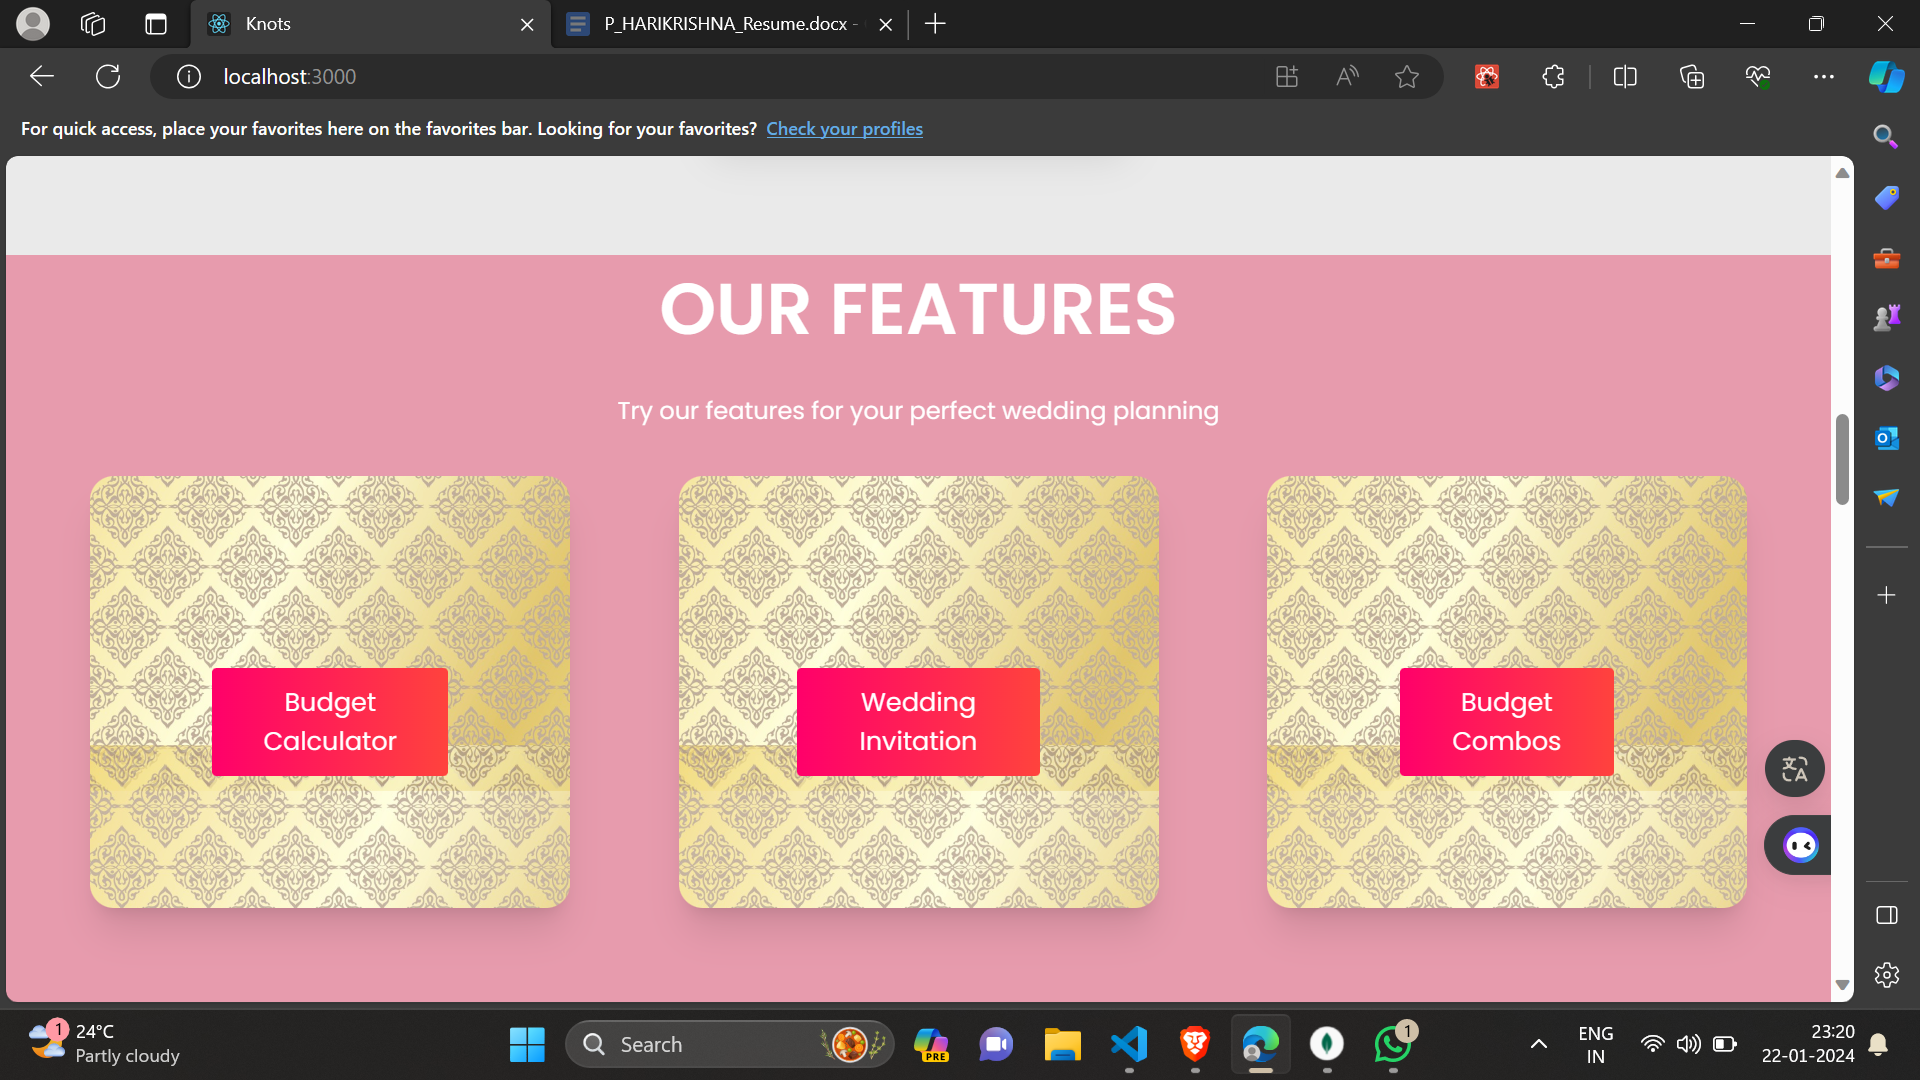 Knots
P_HARIKRISHNA_Resume.docx -
localhost:3000
For quick access, place your favorites here on the favorites bar. Looking for your favorites? Check your profiles
OUR FEATURES
Try our features for your perfect wedding planning
Budget
Calculator
Wedding
Invitation
Budget
Combos
1
24°C
Partly cloudy
Search
PRE
1
ENG
IN
23:20
22-01-2024